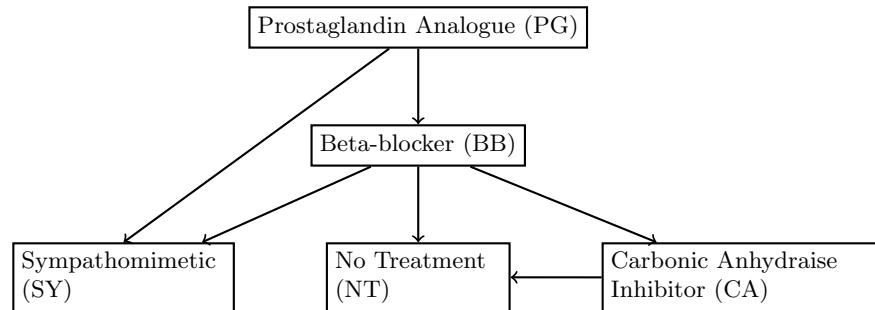 Prostaglandin Analogue (PG)
Beta-blocker (BB)
Sympathomimetic
(SY)
No Treatment
(NT)
Carbonic Anhydraise
Inhibitor (CA)